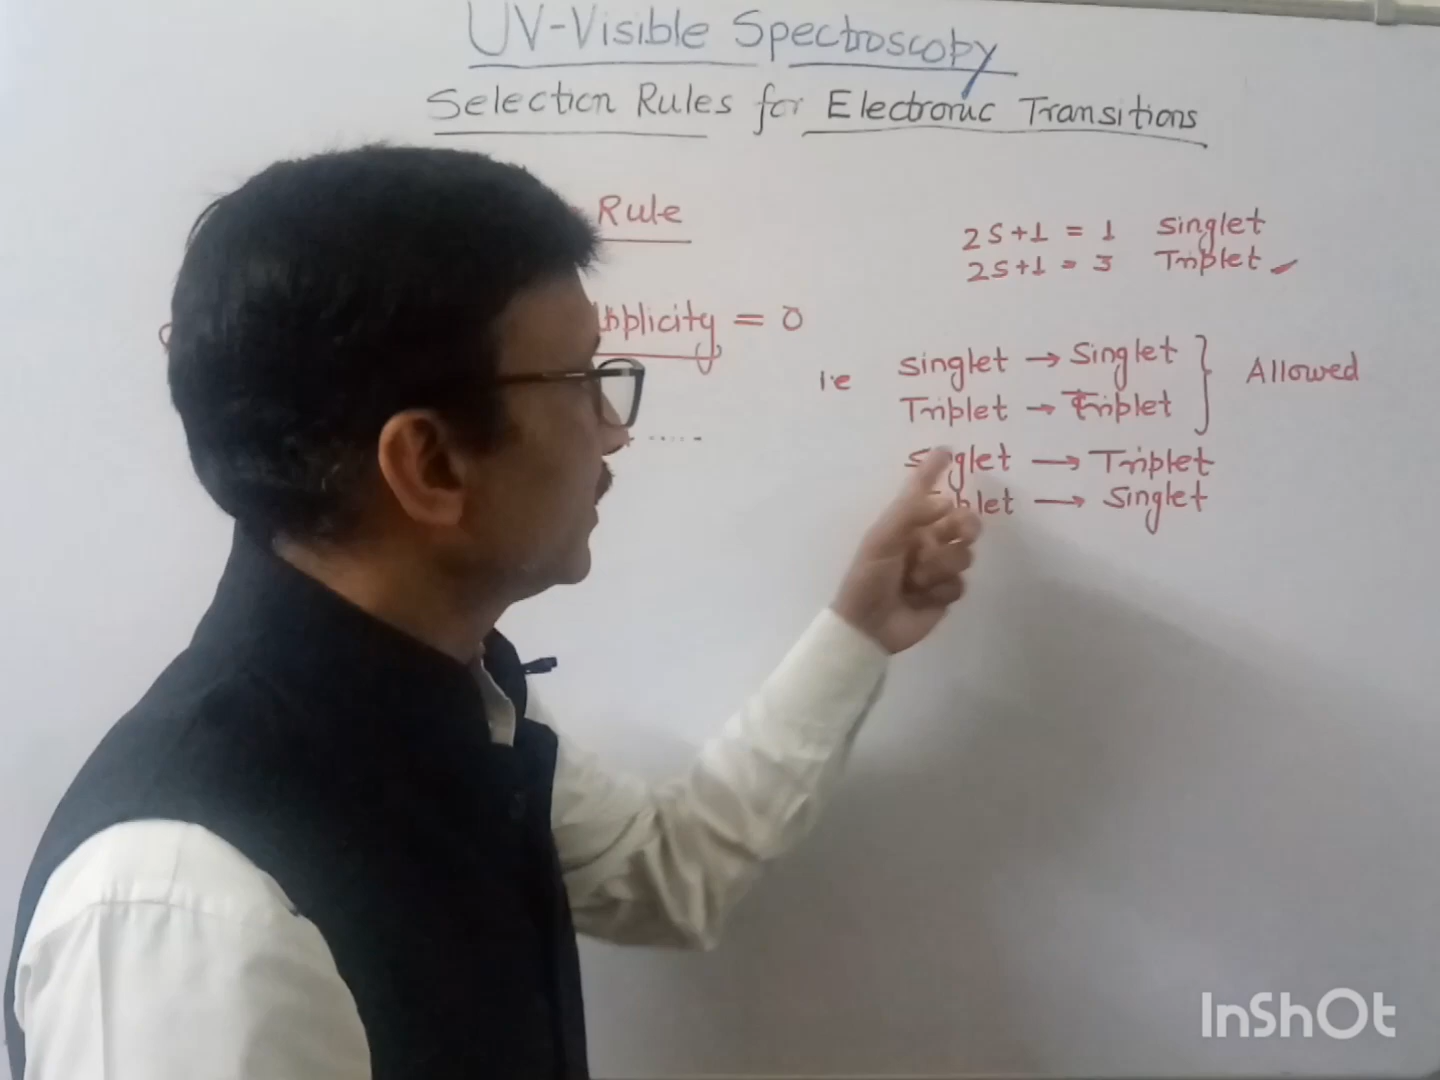 UV-Visible Spectroscopy
Selection Rules for Electronic Transitions
Rule
2S+1 = 1 Singlet
2S+1 = 3 Triplet
= 0
i.e Singlet → Singlet
Triplet → Triplet
Allowed
Singlet → Triplet
→ Singlet
InShOt